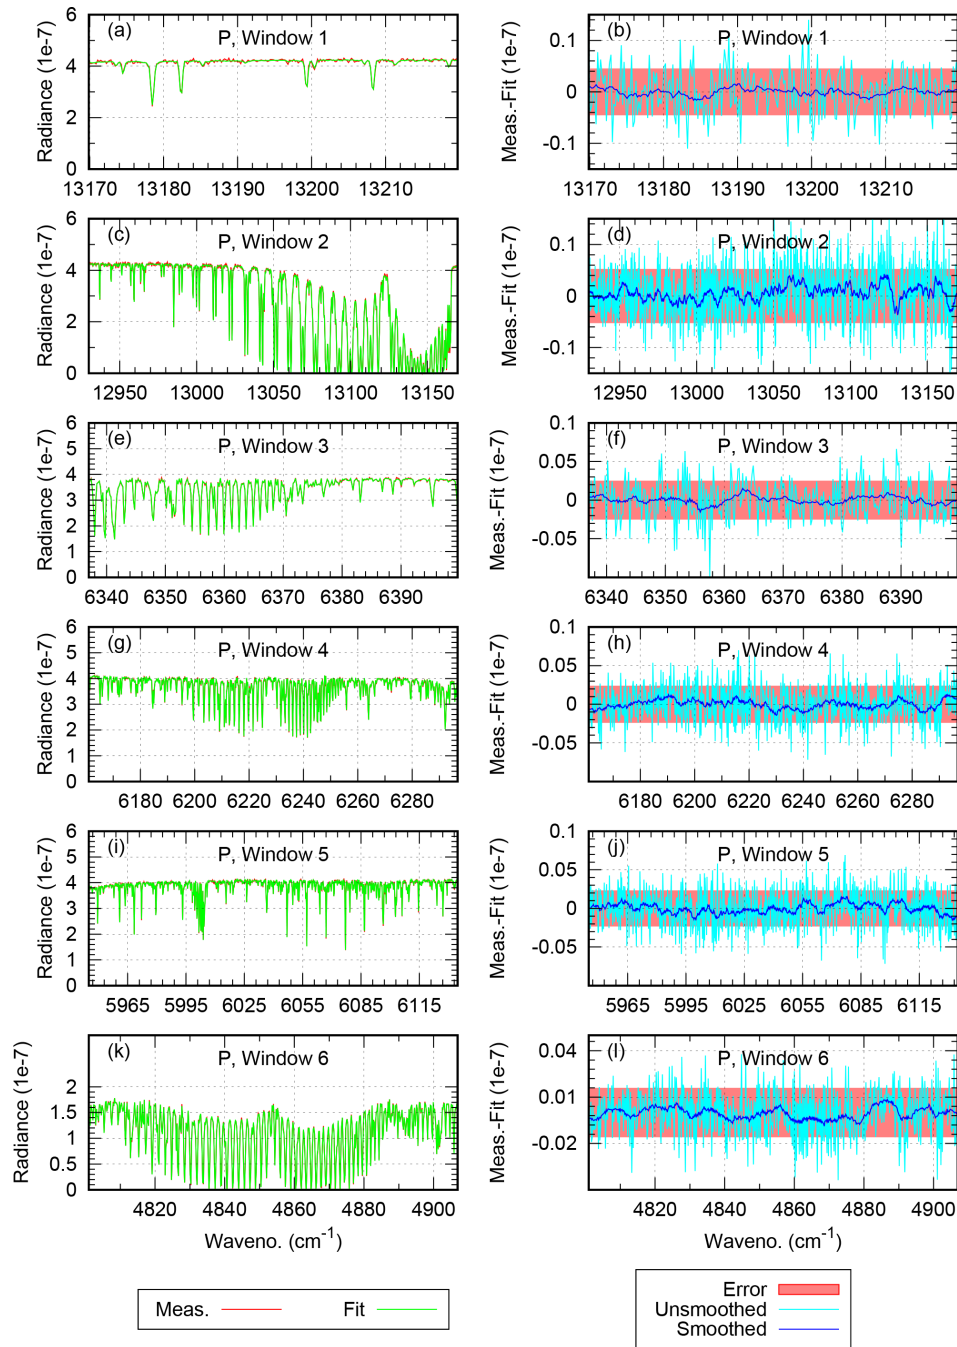 (a) P, Window 1
Radiance (1e-7)
6
4
2
0
13170 13180 13190 13200 13210
(b) P, Window 1
Meas.-Fit (1e-7)
0.1
0
-0.1
13170 13180 13190 13200 13210
(c) P, Window 2
Radiance (1e-7)
6
4
2
0
12950 13000 13050 13100 13150
(d) P, Window 2
Meas.-Fit (1e-7)
0.1
0
-0.1
12950 13000 13050 13100 13150
(e) P, Window 3
Radiance (1e-7)
6
5
4
3
2
1
0
6340 6350 6360 6370 6380 6390
(f) P, Window 3
Meas.-Fit (1e-7)
0.1
0.05
0
-0.05
6340 6350 6360 6370 6380 6390
(g) P, Window 4
Radiance (1e-7)
6
5
4
3
2
1
0
6180 6200 6220 6240 6260 6280
(h) P, Window 4
Meas.-Fit (1e-7)
0.1
0.05
0
-0.05
6180 6200 6220 6240 6260 6280
(i) P, Window 5
Radiance (1e-7)
6
5
4
3
2
1
0
5965 5995 6025 6055 6085 6115
(j) P, Window 5
Meas.-Fit (1e-7)
0.1
0.05
0
-0.05
5965 5995 6025 6055 6085 6115
(k) P, Window 6
Radiance (1e-7)
2
1.5
1
0.5
0
4820 4840 4860 4880 4900
Waveno. (cm⁻¹)
(l) P, Window 6
Meas.-Fit (1e-7)
0.04
0.01
-0.02
4820 4840 4860 4880 4900
Waveno. (cm⁻¹)
Meas. Fit
Error
Unsmoothed
Smoothed